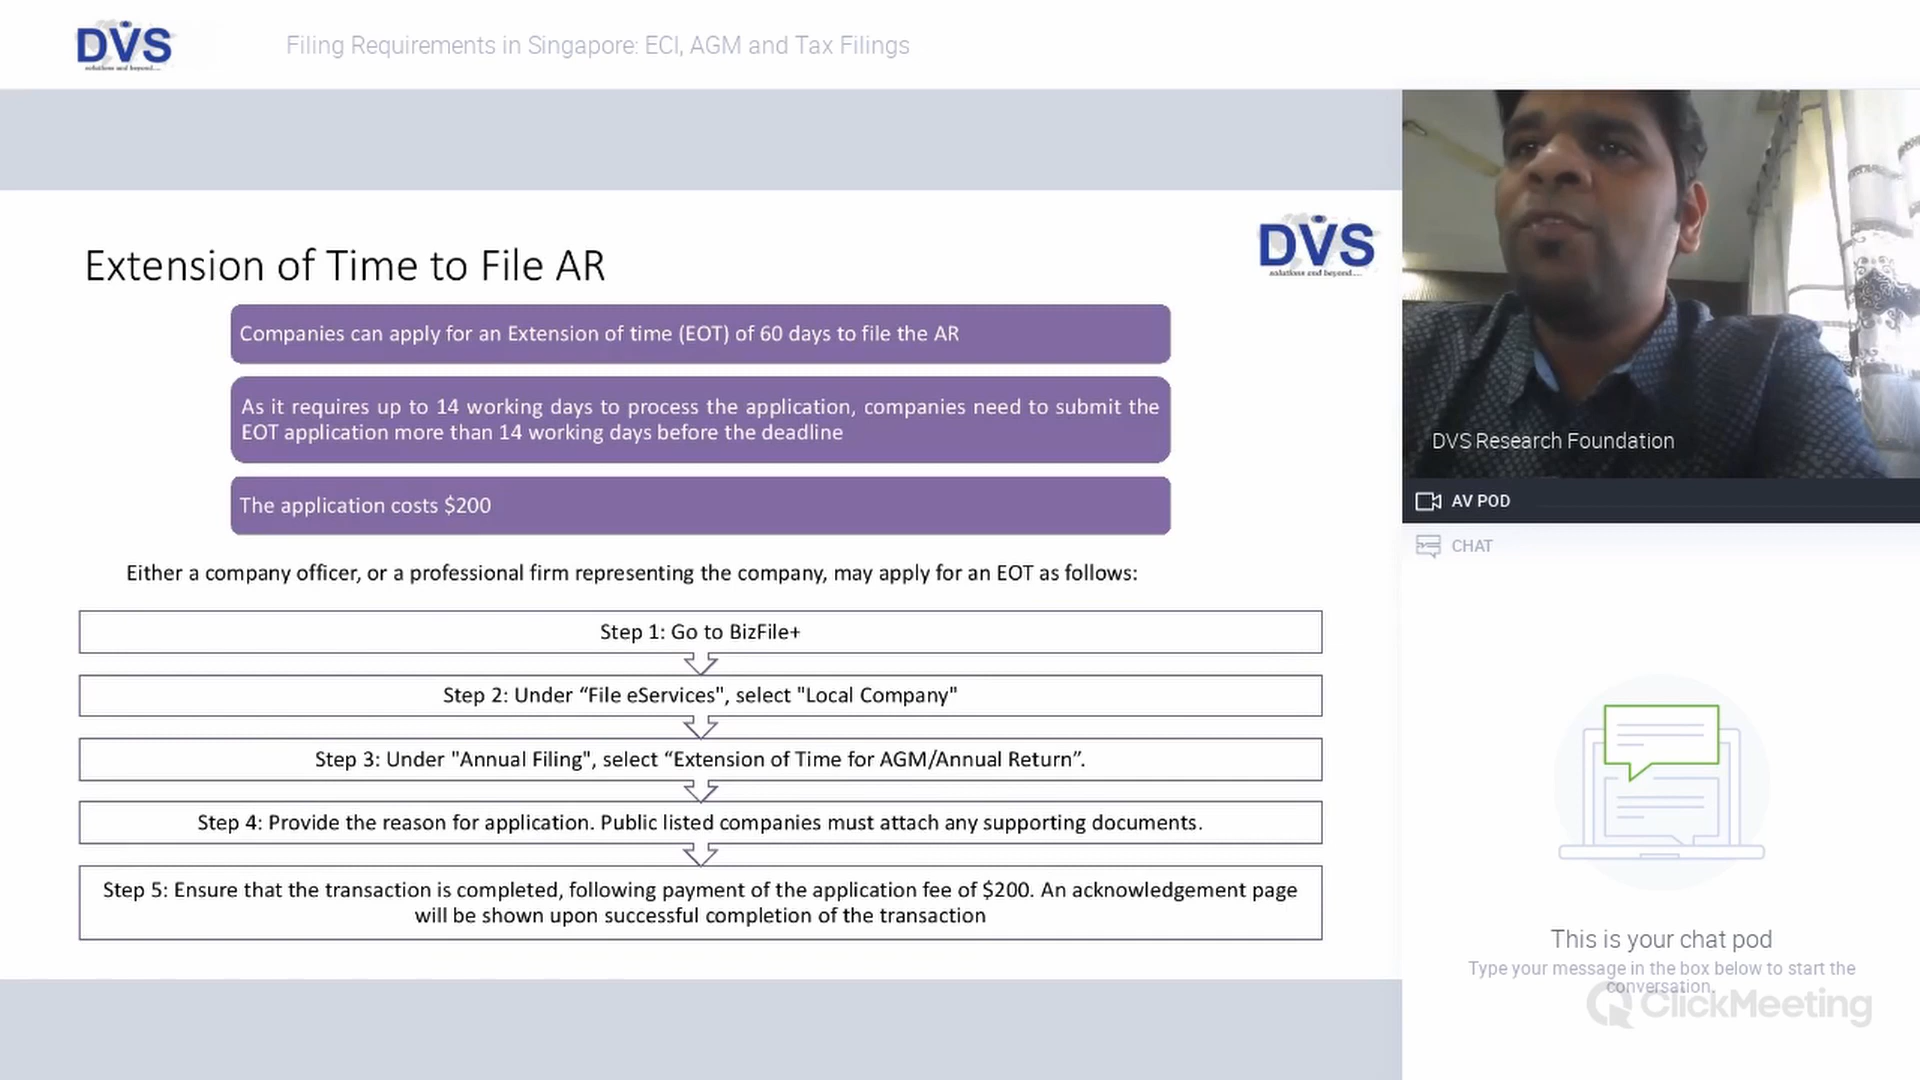 DVS
solutions and beyond....
Filing Requirements in Singapore: ECI, AGM and Tax Filings
DVS
solutions and beyond....
Extension of Time to File AR
Companies can apply for an Extension of time (EOT) of 60 days to file the AR
As it requires up to 14 working days to process the application, companies need to submit the
EOT application more than 14 working days before the deadline
The application costs $200
Either a company officer, or a professional firm representing the company, may apply for an EOT as follows:
Step 1: Go to BizFile+
Step 2: Under “File eServices", select "Local Company"
Step 3: Under "Annual Filing", select “Extension of Time for AGM/Annual Return”.
Step 4: Provide the reason for application. Public listed companies must attach any supporting documents.
Step 5: Ensure that the transaction is completed, following payment of the application fee of $200. An acknowledgement page
will be shown upon successful completion of the transaction
DVS Research Foundation
AV POD
CHAT
This is your chat pod
Type your message in the box below to start the
conversation.
ClickMeeting